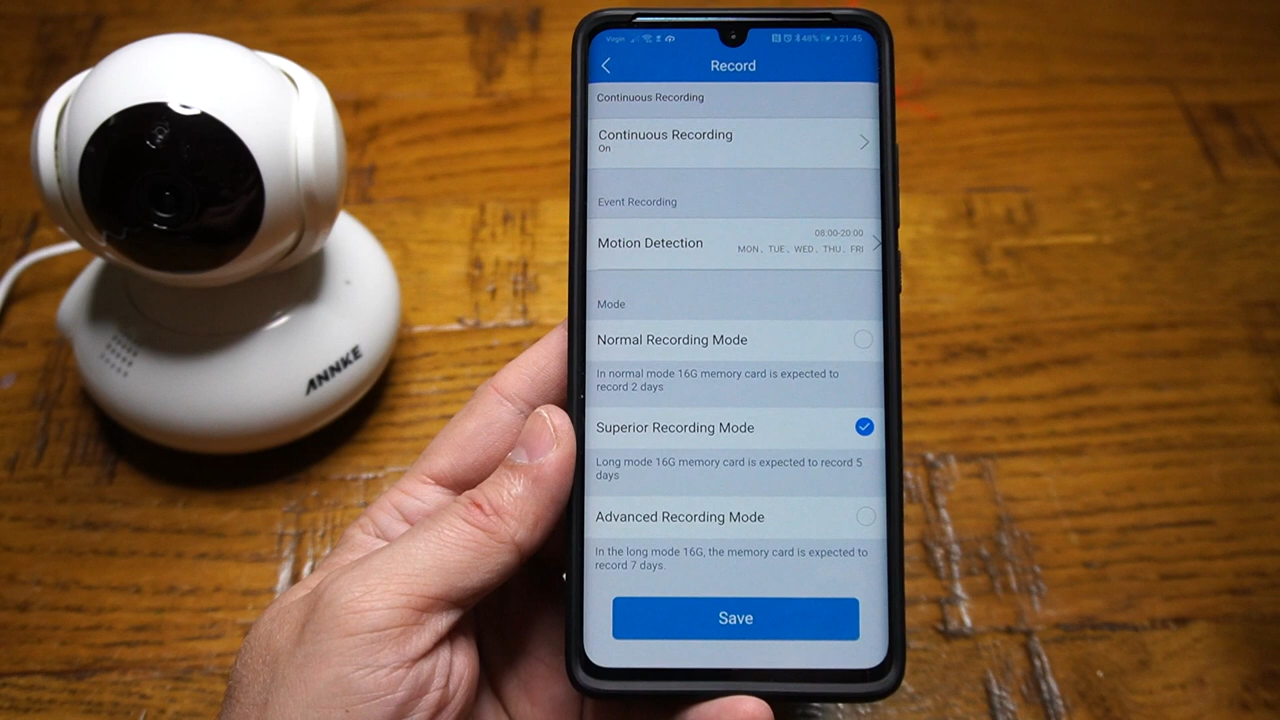 ANNKE
Virgin 48% 21:45
Record
Continuous Recording
Continuous Recording
On
Event Recording
Motion Detection
08:00-20:00
MON、TUE、WED、THU、FRI
Mode
Normal Recording Mode
In normal mode 16G memory card is expected to
record 2 days
Superior Recording Mode
Long mode 16G memory card is expected to record 5
days
Advanced Recording Mode
In the long mode 16G, the memory card is expected to
record 7 days.
Save